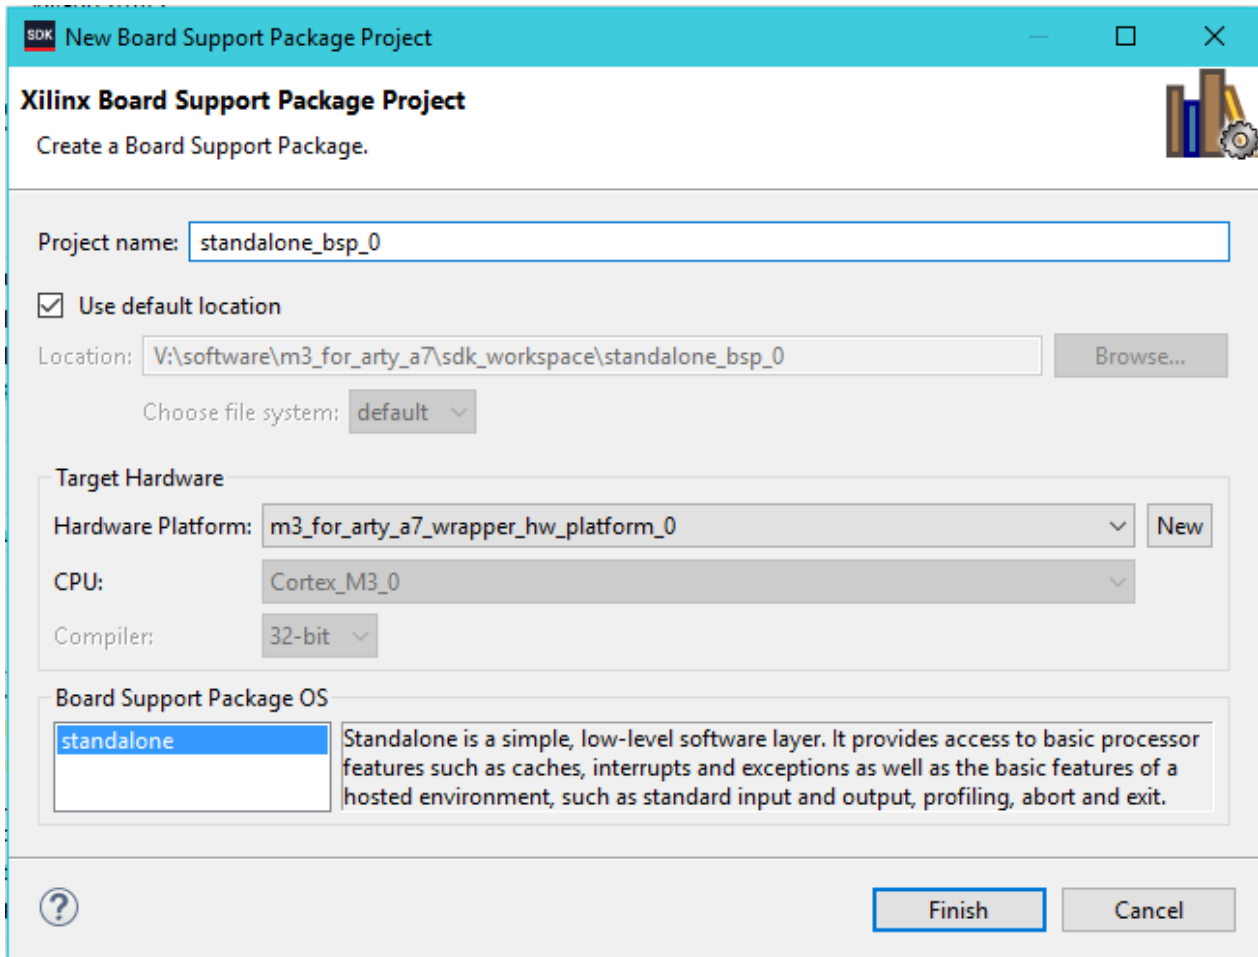 SDK New Board Support Package Project
Xilinx Board Support Package Project
Create a Board Support Package.
Project name: standalone_bsp_0
Use default location
Location: V:\software\m3_for_arty_a7\sdk_workspace\standalone_bsp_0 Browse...
Choose file system: default
Target Hardware
Hardware Platform: m3_for_arty_a7_wrapper_hw_platform_0 New
CPU: Cortex_M3_0
Compiler: 32-bit
Board Support Package OS
standalone
Standalone is a simple, low-level software layer. It provides access to basic processor
features such as caches, interrupts and exceptions as well as the basic features of a
hosted environment, such as standard input and output, profiling, abort and exit.
? Finish Cancel